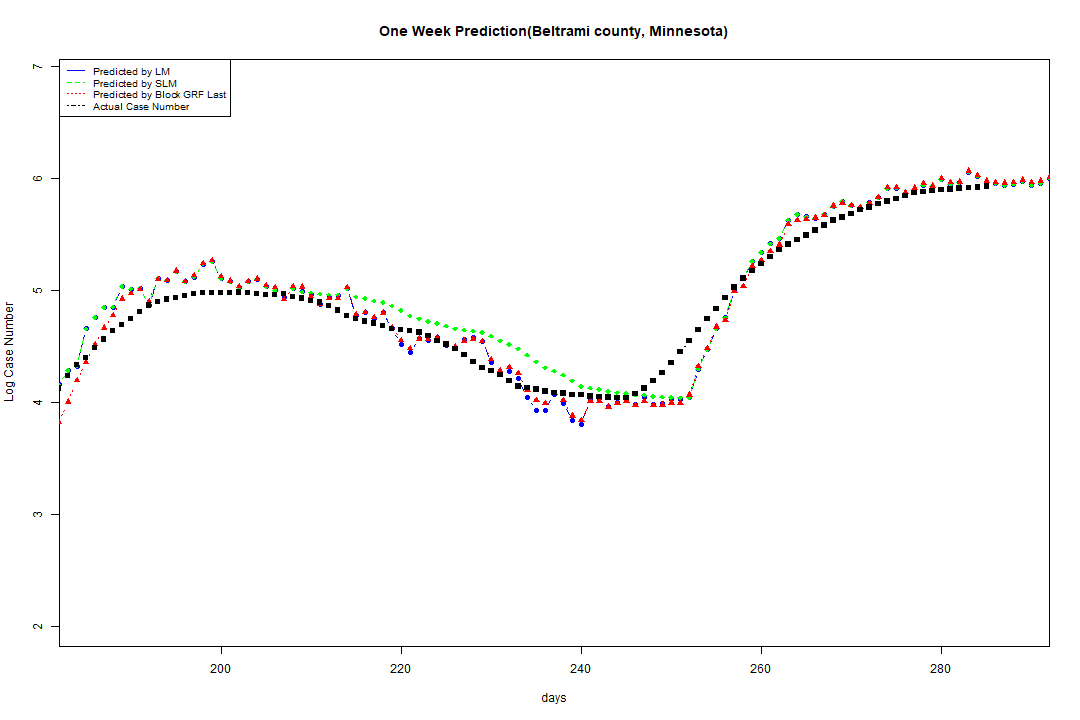 One Week Prediction(Beltrami county, Minnesota)
Predicted by LM
Predicted by SLM
Predicted by Block GRF Last
Actual Case Number
7
6
5
4
3
2
Log Case Number
200 220 240 260 280
days